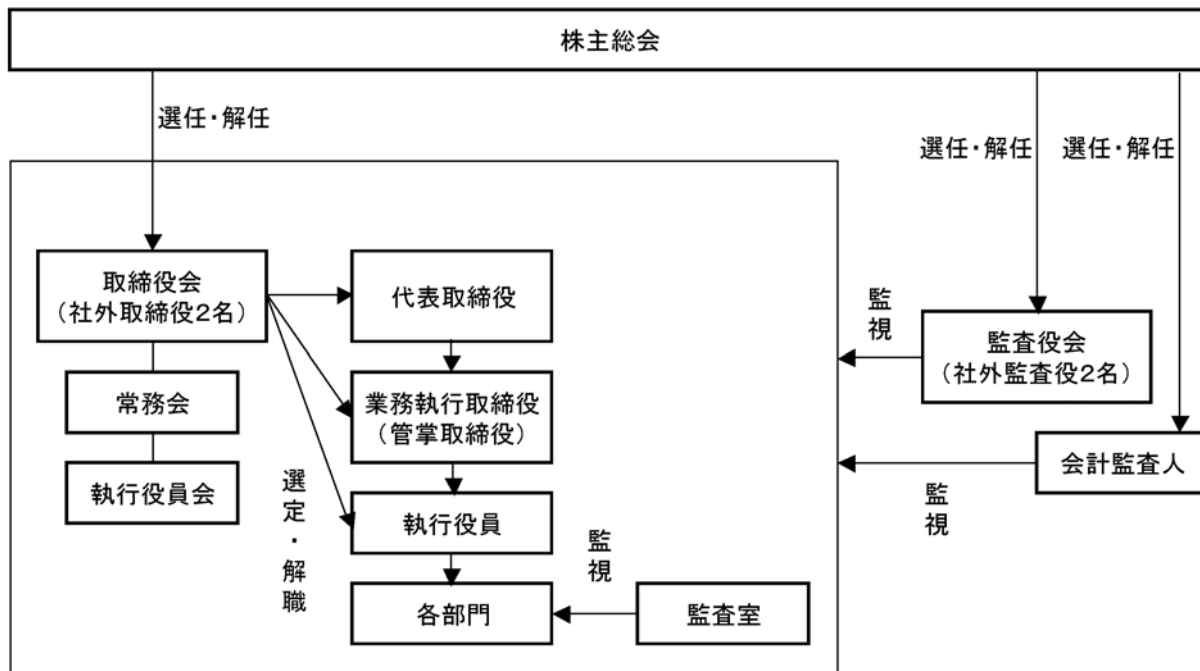 株主総会
選任・解任
選任・解任
選任・解任
取締役会
（社外取締役2名）
代表取締役
監視
監査役会
（社外監査役2名）
常務会
業務執行取締役
（管掌取締役）
会計監査人
執行役員会
選定・解職
執行役員
監視
監視
各部門
監査室